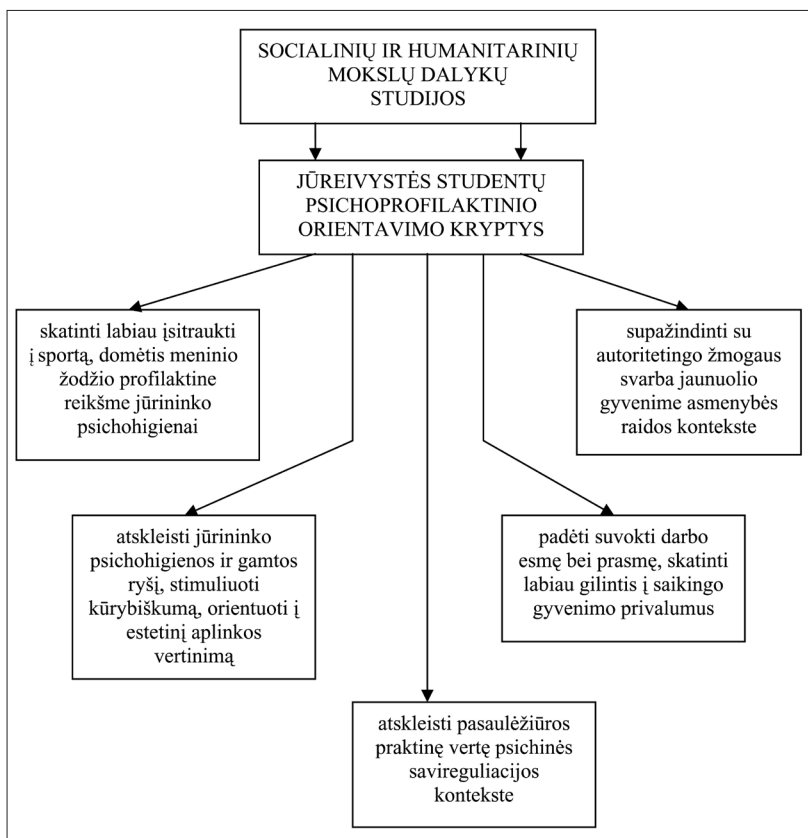 SOCIALINIŲ IR HUMANITARINIŲ
MOKSLŲ DALYKŲ
STUDIJOS
JŪREIVYSTĖS STUDENTŲ
PSICHOPROFILAKTINIO
ORIENTAVIMO KRYPTYS
skatinti labiau įsitraukti
į sportą, domėtis meninio
žodžio profilaktine
reikšme jūrininko
psichohigienai
supažindinti su
autoritetingo žmogaus
svarba jaunuolio
gyvenime asmenybės
raidos kontekste
atskleisti jūrininko
psichohigienos ir gamtos
ryšį, stimuliuoti
kūrybiškumą, orientuoti į
estetinį aplinkos
vertinimą
padėti suvokti darbo
esmę bei prasmę, skatinti
labiau gilintis į saikingo
gyvenimo privalumus
atskleisti pasaulėžiūros
praktinę vertę psichinės
savireguliacijos
kontekste